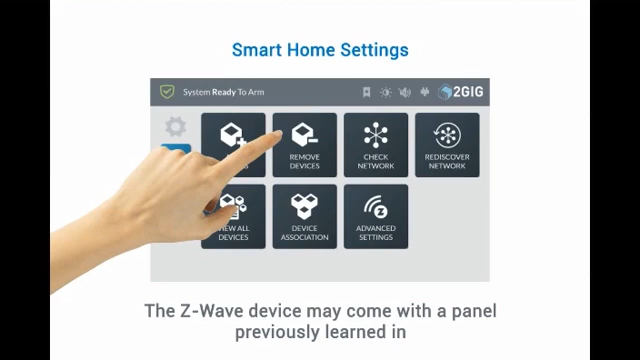 Smart Home Settings
System Ready To Arm
2GIG
REMOVE
DEVICES
CHECK
NETWORK
REDISCOVER
NETWORK
VIEW ALL
DEVICES
DEVICE
ASSOCIATION
ADVANCED
SETTINGS
The Z-Wave device may come with a panel
previously learned in